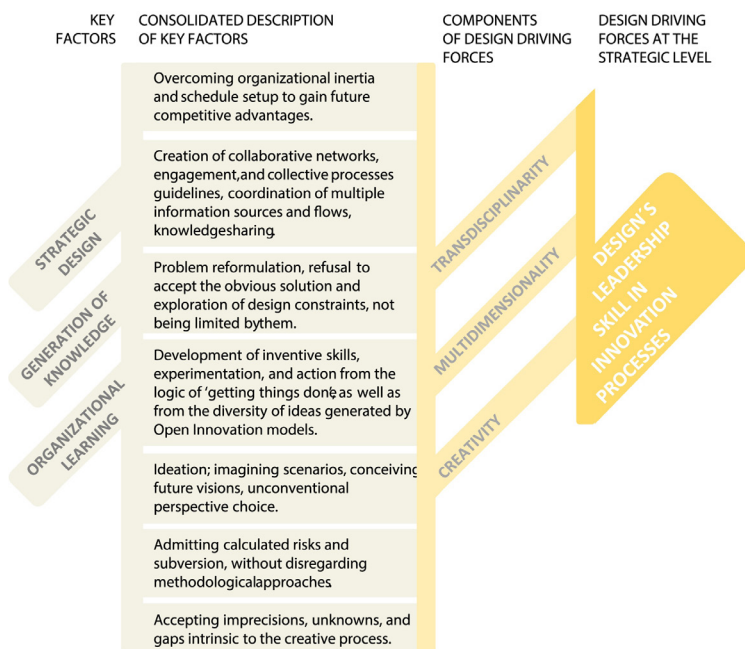 KEY
FACTORS
CONSOLIDATED DESCRIPTION
OF KEY FACTORS
COMPONENTS
OF DESIGN DRIVING
FORCES
DESIGN DRIVING
FORCES AT THE
STRATEGIC LEVEL
STRATEGIC
DESIGN
GENERATION OF
KNOWLEDGE
ORGANIZATIONAL
LEARNING
Overcoming organizational inertia
and schedule setup to gain future
competitive advantages.
Creation of collaborative networks,
engagement,and collective processes
guidelines, coordination of multiple
information sources and flows,
knowledgesharing.
Problem reformulation, refusal to
accept the obvious solution and
exploration of design constraints, not
being limited bythem.
Development of inventive skills,
experimentation, and action from the
logic of 'getting things done', as well as
from the diversity of ideas generated by
Open Innovation models.
Ideation; imagining scenarios, conceiving
future visions, unconventional
perspective choice.
Admitting calculated risks and
subversion, without disregarding
methodologicalapproaches.
Accepting imprecisions, unknowns, and
gaps intrinsic to the creative process.
TRANSDISCIPLINARITY
MULTIDIMENSIONALITY
CREATIVITY
DESIGN'S
LEADERSHIP
SKILL IN
INNOVATION
PROCESSES